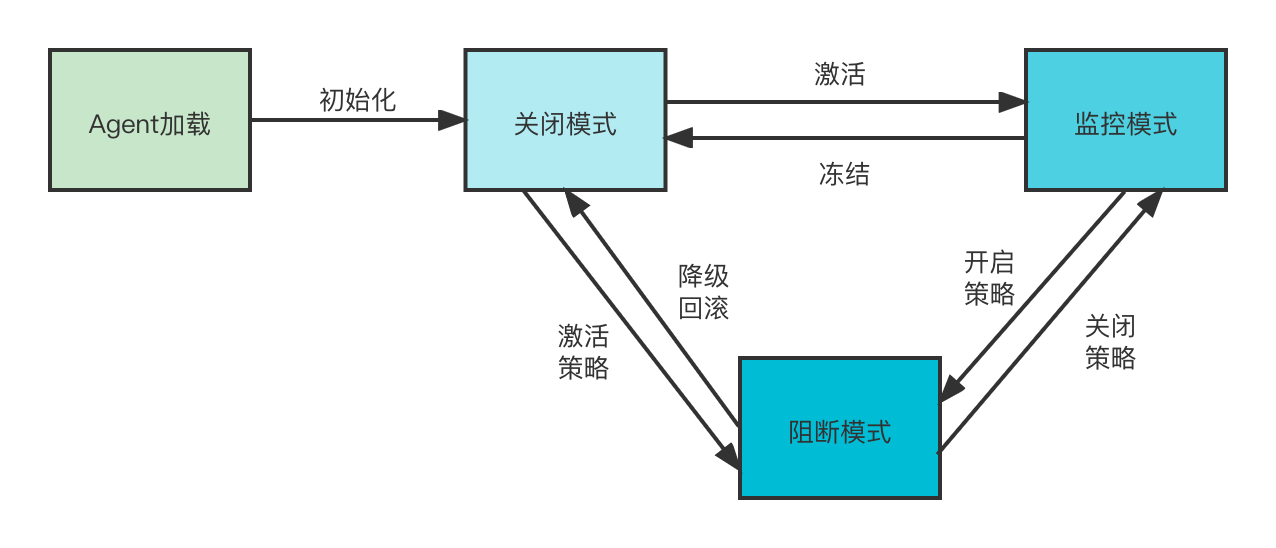 Agent加载
初始化
关闭模式
激活
冻结
监控模式
降级
回滚
激活
策略
开启
策略
关闭
策略
阻断模式